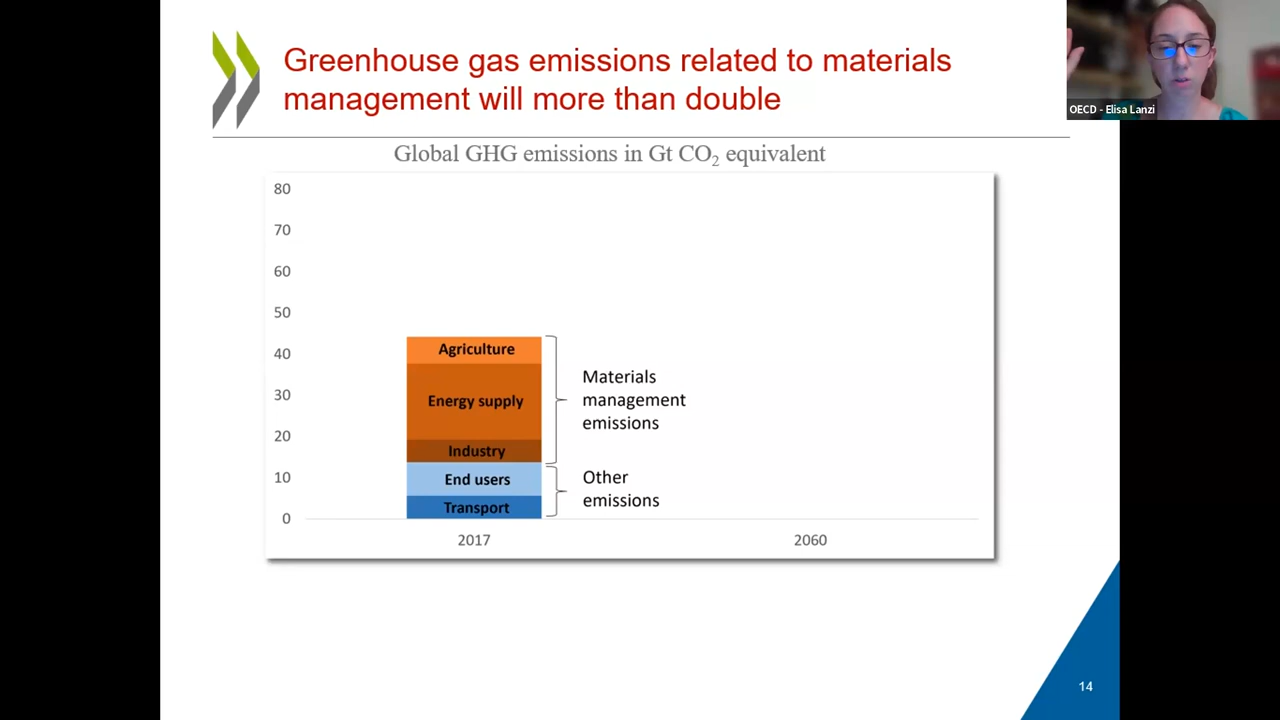 Greenhouse gas emissions related to materials
management will more than double
OECD - Elisa Lanzi
Global GHG emissions in Gt CO₂ equivalent
80
70
60
50
40
30
20
10
0
Agriculture
Energy supply
Industry
End users
Transport
Materials
management
emissions
Other
emissions
2017
2060
14